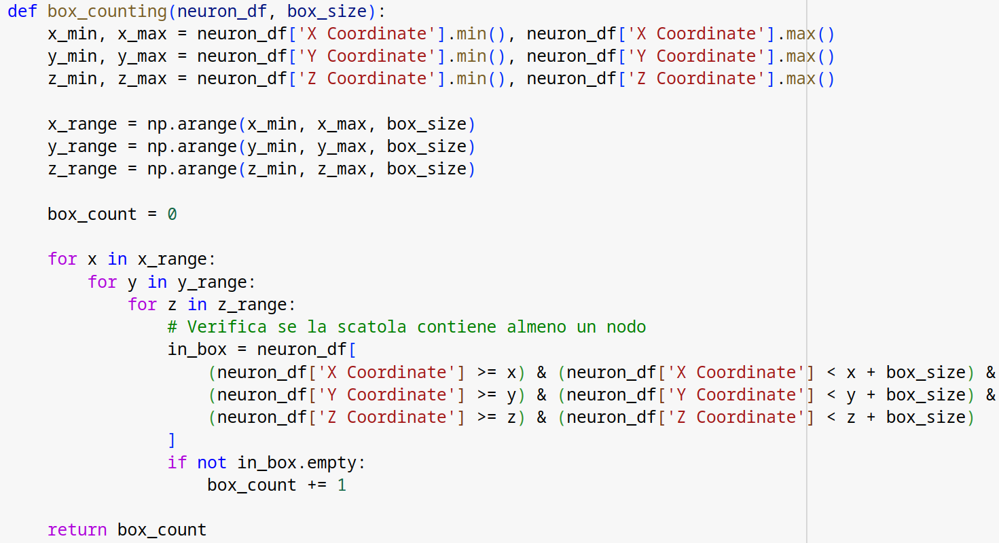 def box_counting(neuron_df, box_size):
    x_min, x_max = neuron_df['X Coordinate'].min(), neuron_df['X Coordinate'].max()
    y_min, y_max = neuron_df['Y Coordinate'].min(), neuron_df['Y Coordinate'].max()
    z_min, z_max = neuron_df['Z Coordinate'].min(), neuron_df['Z Coordinate'].max()

    x_range = np.arange(x_min, x_max, box_size)
    y_range = np.arange(y_min, y_max, box_size)
    z_range = np.arange(z_min, z_max, box_size)

    box_count = 0

    for x in x_range:
        for y in y_range:
            for z in z_range:
                # Verifica se la scatola contiene almeno un nodo
                in_box = neuron_df[
                    (neuron_df['X Coordinate'] >= x) & (neuron_df['X Coordinate'] < x + box_size) &
                    (neuron_df['Y Coordinate'] >= y) & (neuron_df['Y Coordinate'] < y + box_size) &
                    (neuron_df['Z Coordinate'] >= z) & (neuron_df['Z Coordinate'] < z + box_size)
                ]
                if not in_box.empty:
                    box_count += 1

    return box_count